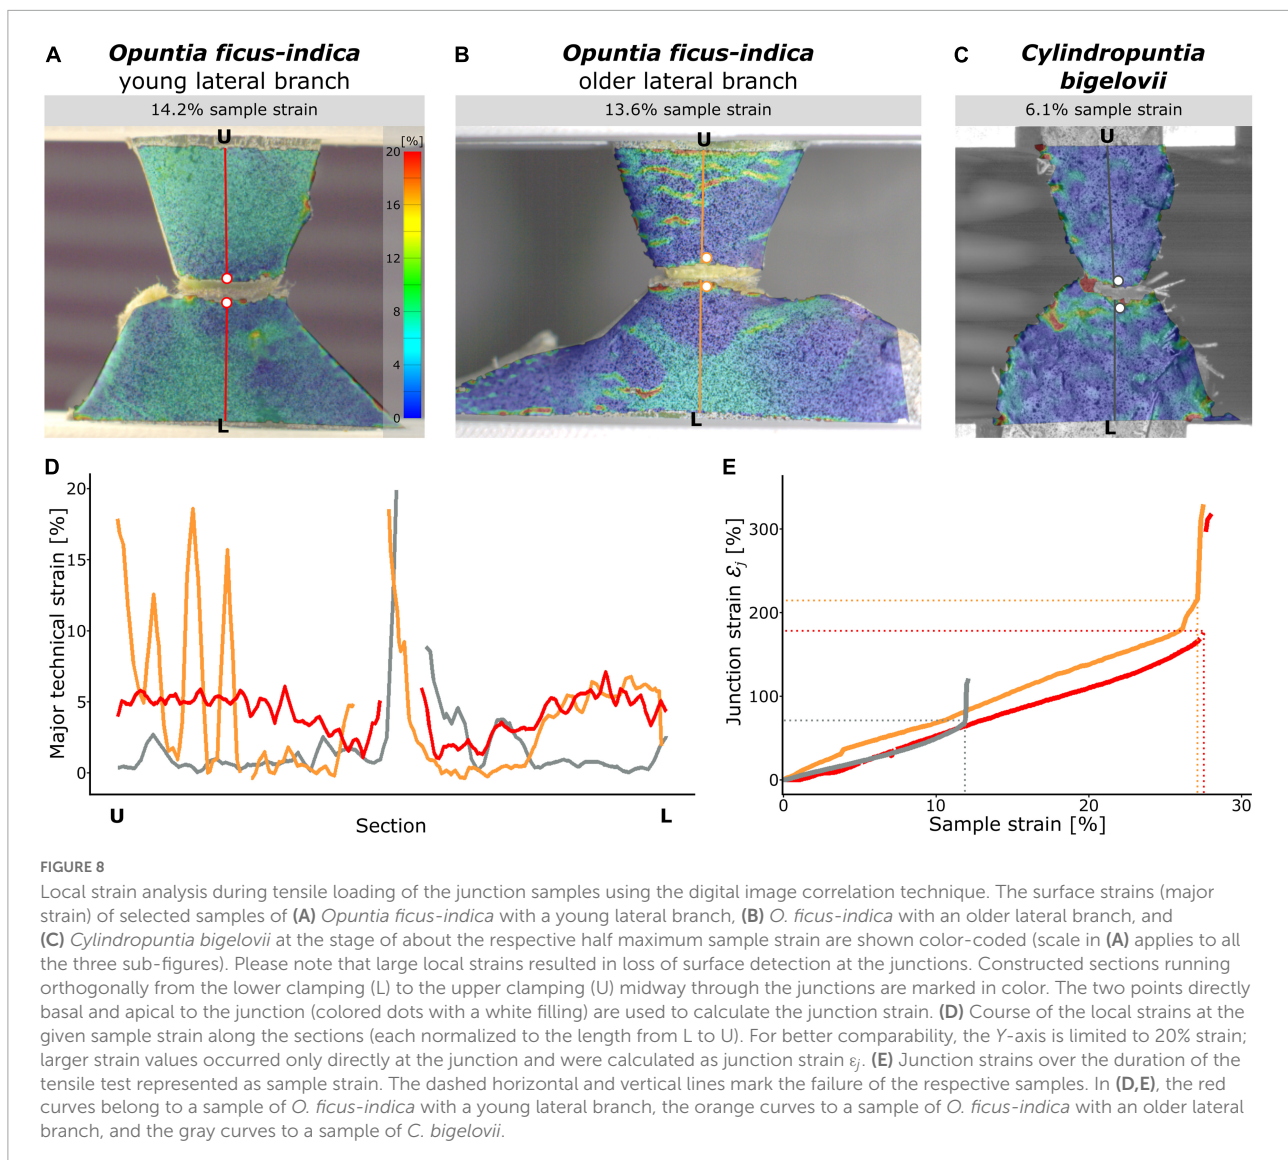 A
Opuntia ficus-indica
young lateral branch
14.2% sample strain
U
[%]
20
16
12
8
4
0
L
B
Opuntia ficus-indica
older lateral branch
13.6% sample strain
U
L
C
Cylindropuntia
bigelovii
6.1% sample strain
U
L
D
Major technical strain [%]
20
15
10
5
0
U
Section
L
E
Junction strain Ɛj [%]
300
200
100
0
0
10
20
30
Sample strain [%]
FIGURE 8
Local strain analysis during tensile loading of the junction samples using the digital image correlation technique. The surface strains (major
strain) of selected samples of (A) Opuntia ficus-indica with a young lateral branch, (B) O. ficus-indica with an older lateral branch, and
(C) Cylindropuntia bigelovii at the stage of about the respective half maximum sample strain are shown color-coded (scale in (A) applies to all
the three sub-figures). Please note that large local strains resulted in loss of surface detection at the junctions. Constructed sections running
orthogonally from the lower clamping (L) to the upper clamping (U) midway through the junctions are marked in color. The two points directly
basal and apical to the junction (colored dots with a white filling) are used to calculate the junction strain. (D) Course of the local strains at the
given sample strain along the sections (each normalized to the length from L to U). For better comparability, the Y-axis is limited to 20% strain;
larger strain values occurred only directly at the junction and were calculated as junction strain εj. (E) Junction strains over the duration of the
tensile test represented as sample strain. The dashed horizontal and vertical lines mark the failure of the respective samples. In (D,E), the red
curves belong to a sample of O. ficus-indica with a young lateral branch, the orange curves to a sample of O. ficus-indica with an older lateral
branch, and the gray curves to a sample of C. bigelovii.